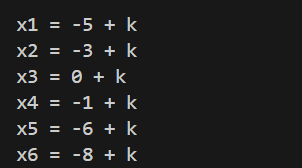 x1 = -5 + k
x2 = -3 + k
x3 = 0 + k
x4 = -1 + k
x5 = -6 + k
x6 = -8 + k